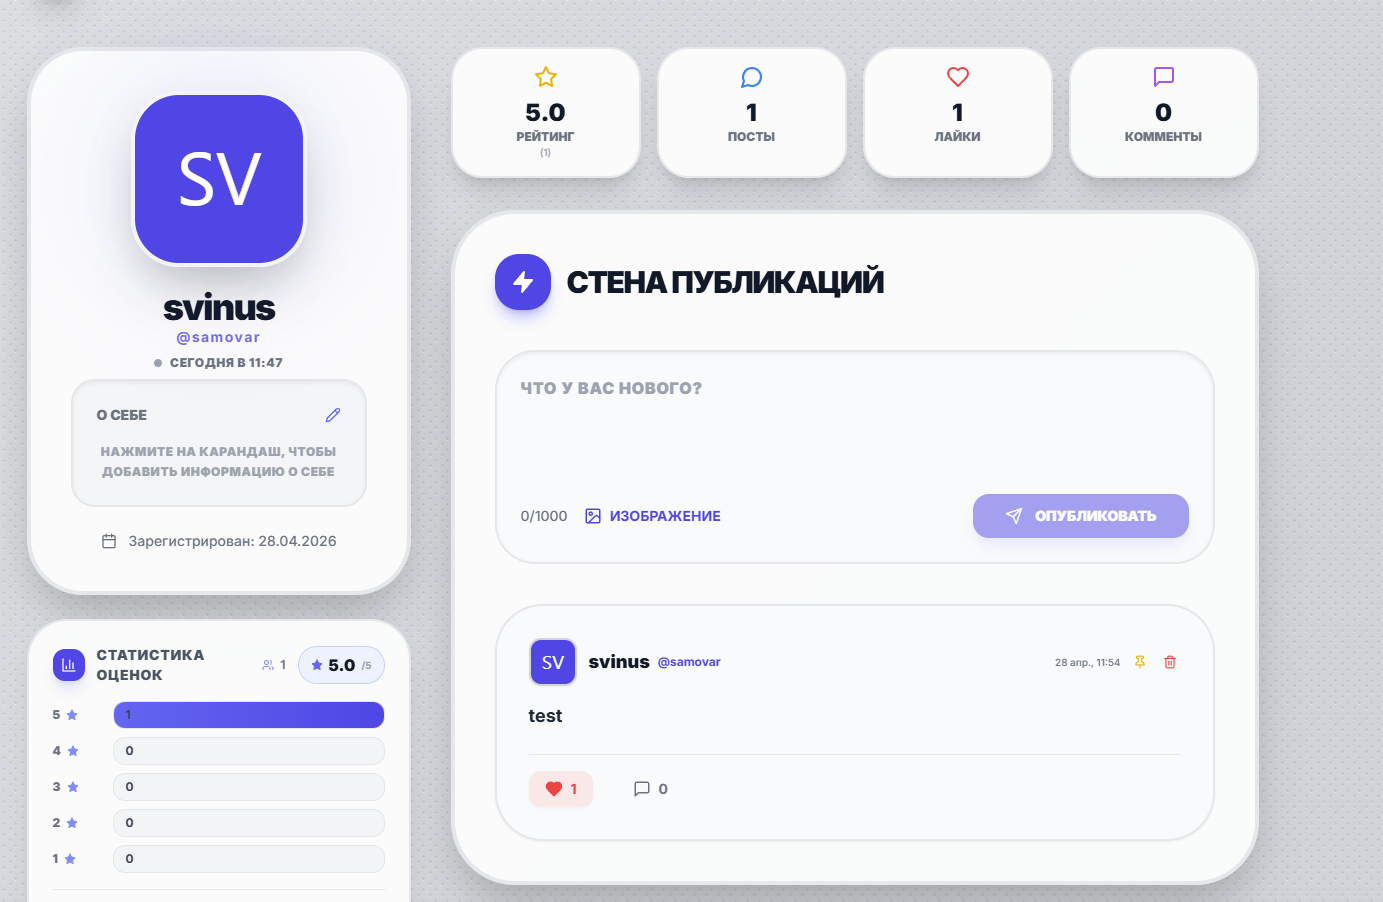 SV
svinus
@samovar
СЕГОДНЯ В 11:47
О СЕБЕ
НАЖМИТЕ НА КАРАНДАШ, ЧТОБЫ
ДОБАВИТЬ ИНФОРМАЦИЮ О СЕБЕ
Зарегистрирован: 28.04.2026
СТАТИСТИКА
ОЦЕНОК
1
5.0 /5
5 1
4 0
3 0
2 0
1 0
5.0
РЕЙТИНГ
(1)
1
ПОСТЫ
1
ЛАЙКИ
0
КОММЕНТЫ
СТЕНА ПУБЛИКАЦИЙ
ЧТО У ВАС НОВОГО?
0/1000 ИЗОБРАЖЕНИЕ ОПУБЛИКОВАТЬ
SV svinus @samovar 28 апр., 11:54
test
1 0